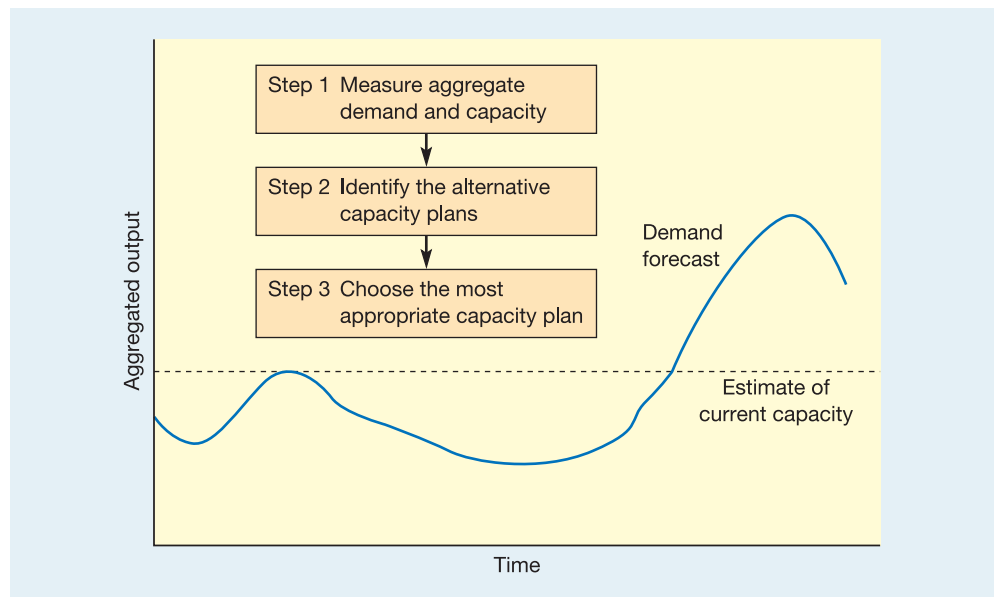 Step 1 Measure aggregate
demand and capacity
Step 2 Identify the alternative
capacity plans
Step 3 Choose the most
appropriate capacity plan
Demand
forecast
Estimate of
current capacity
Aggregated output
Time